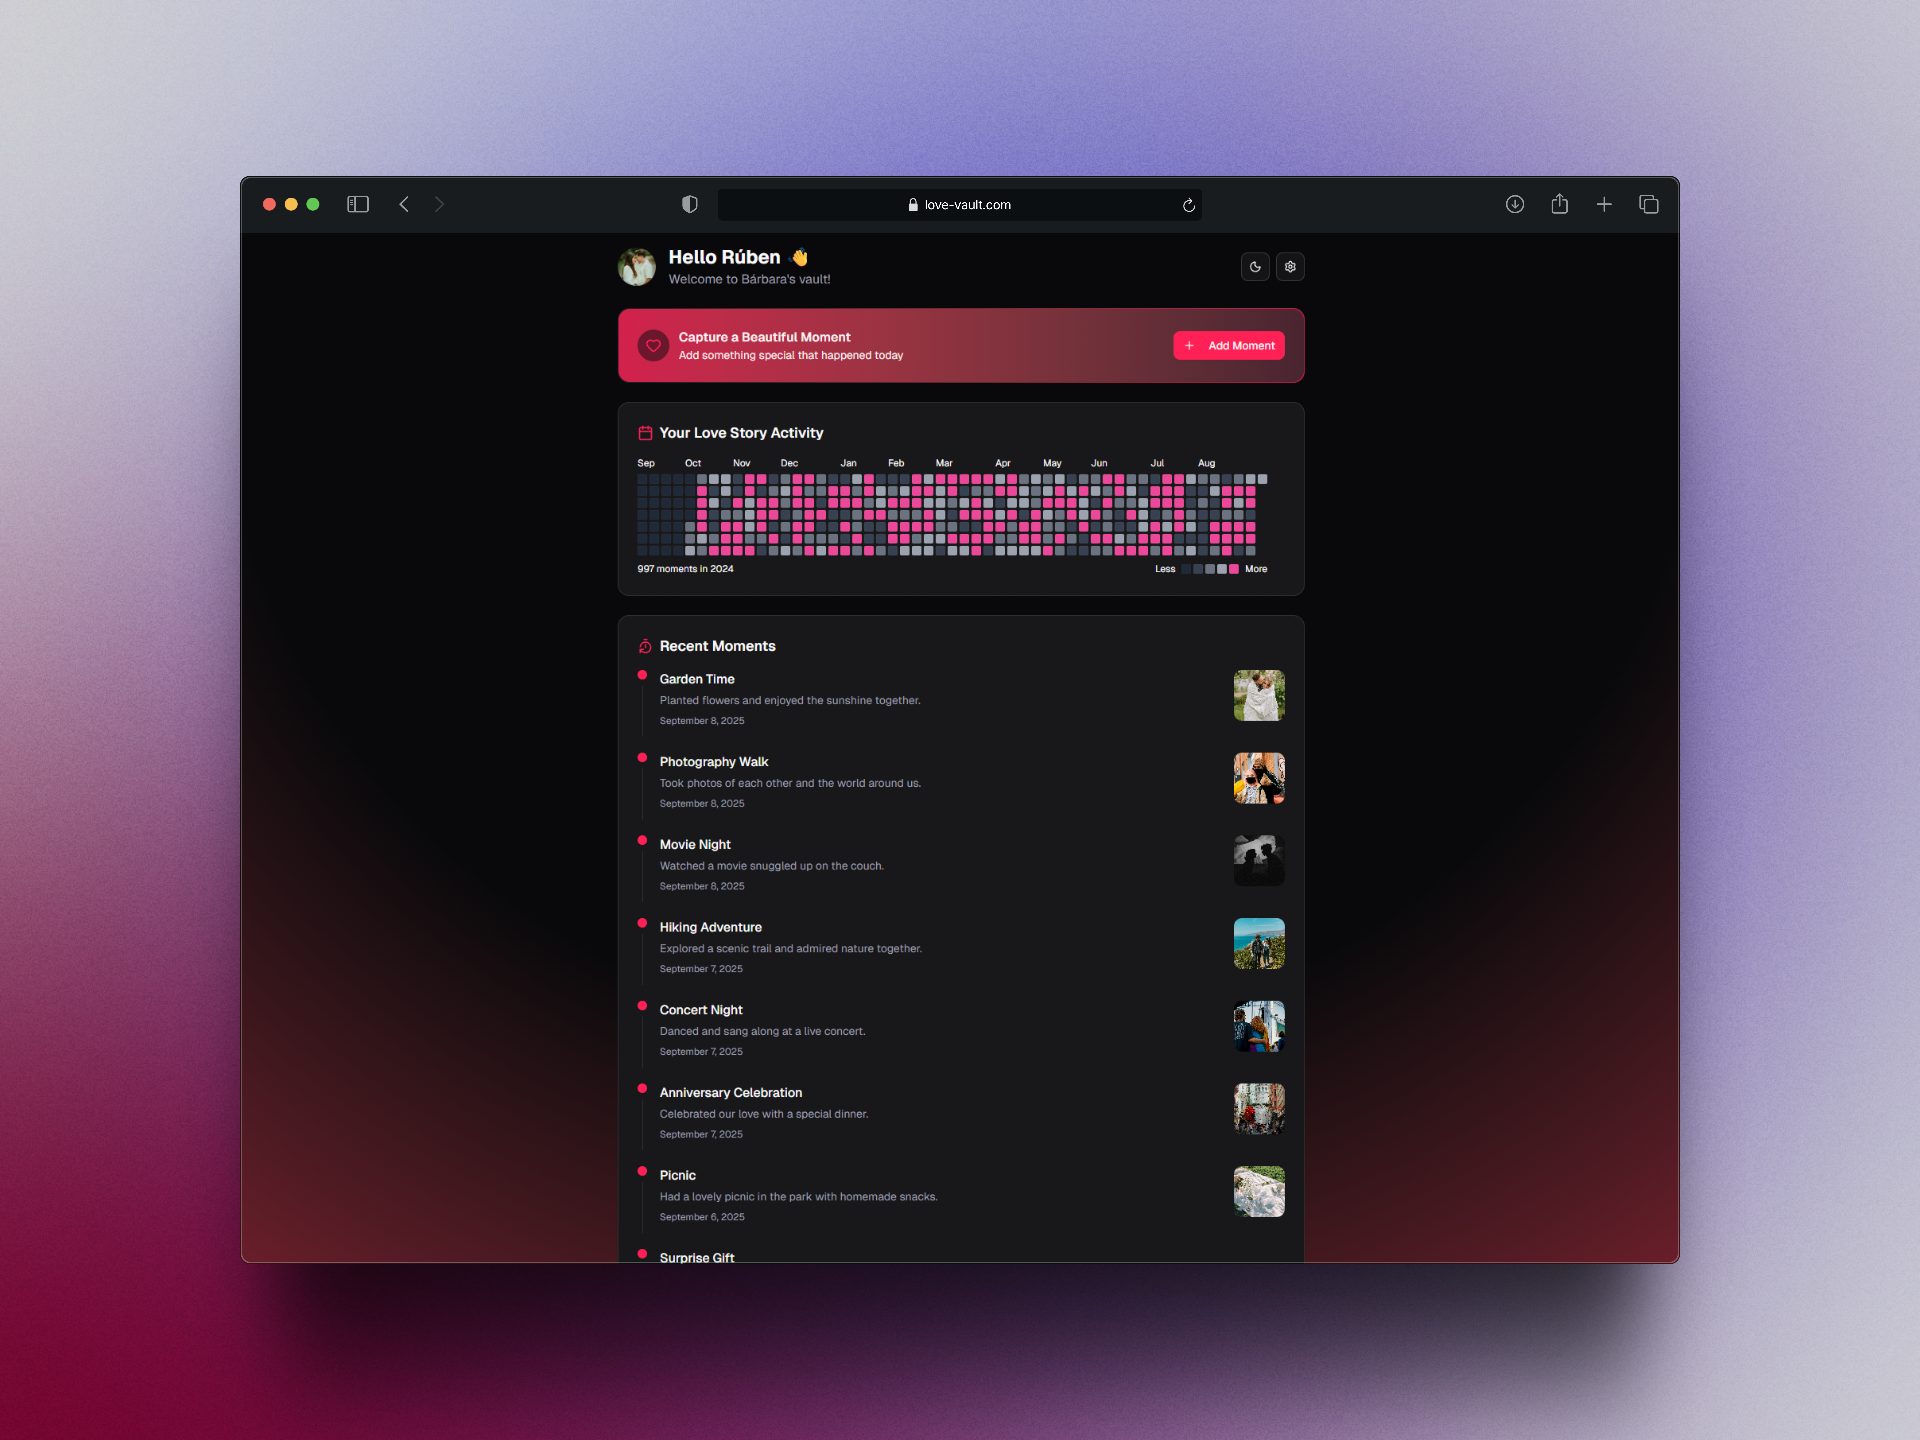 love-vault.com
Hello Rúben 👋
Welcome to Bárbara's vault!
Capture a Beautiful Moment
Add something special that happened today
Add Moment
Your Love Story Activity
Sep Oct Nov Dec Jan Feb Mar Apr May Jun Jul Aug
997 moments in 2024
Less More
Recent Moments
Garden Time
Planted flowers and enjoyed the sunshine together.
September 8, 2025
Photography Walk
Took photos of each other and the world around us.
September 8, 2025
Movie Night
Watched a movie snuggled up on the couch.
September 8, 2025
Hiking Adventure
Explored a scenic trail and admired nature together.
September 7, 2025
Concert Night
Danced and sang along at a live concert.
September 7, 2025
Anniversary Celebration
Celebrated our love with a special dinner.
September 7, 2025
Picnic
Had a lovely picnic in the park with homemade snacks.
September 6, 2025
Surprise Gift